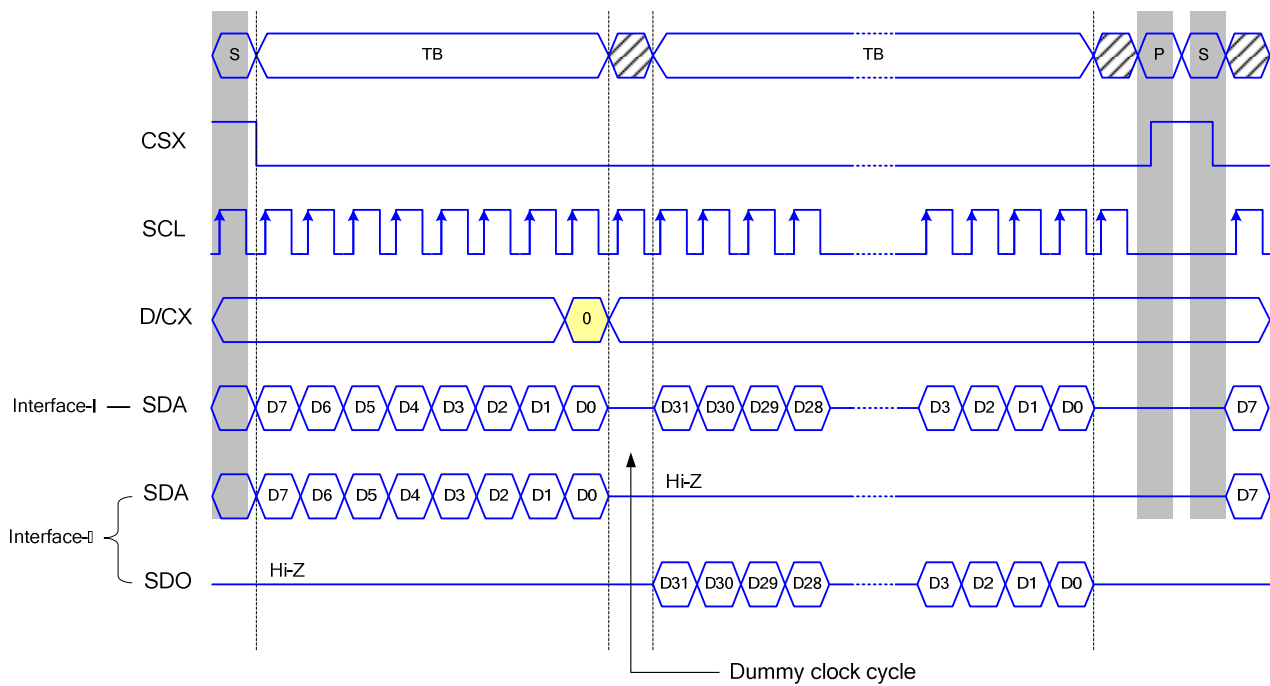 S TB TB P S
CSX
SCL
D/CX 0
Interface-I SDA D7 D6 D5 D4 D3 D2 D1 D0 D31 D30 D29 D28 D3 D2 D1 D0 D7
SDA D7 D6 D5 D4 D3 D2 D1 D0 Hi-Z D7
Interface-
SDO Hi-Z D31 D30 D29 D28 D3 D2 D1 D0
Dummy clock cycle